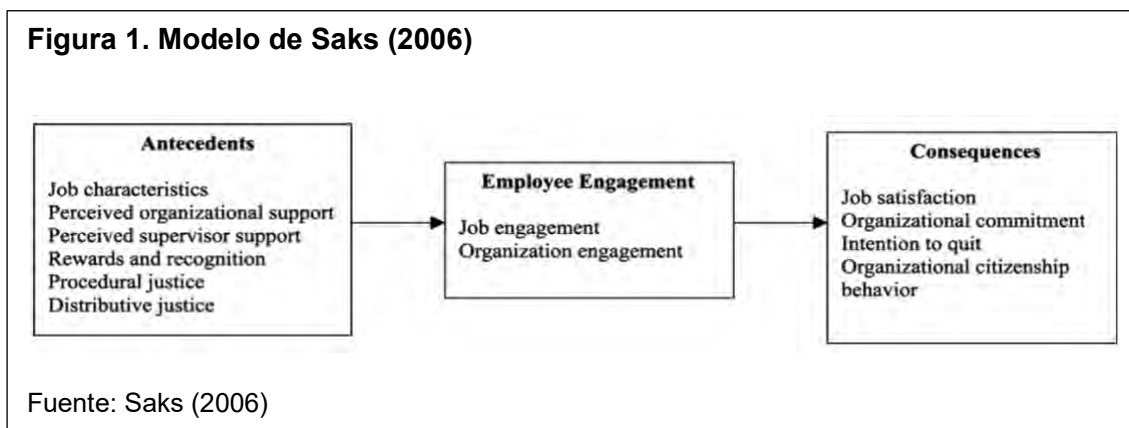 Figura 1. Modelo de Saks (2006)
Antecedents
Job characteristics
Perceived organizational support
Perceived supervisor support
Rewards and recognition
Procedural justice
Distributive justice
Employee Engagement
Job engagement
Organization engagement
Consequences
Job satisfaction
Organizational commitment
Intention to quit
Organizational citizenship
behavior
Fuente: Saks (2006)